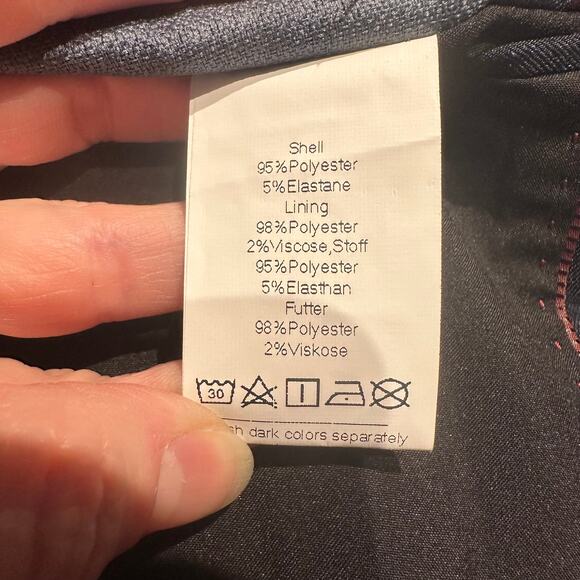 Shell
95%Polyester
5%Elastane
Lining
98%Polyester
2%Viscose,Stoff
95%Polyester
5%Elasthan
Futter
98%Polyester
2%Viskose
30
dark colors separately